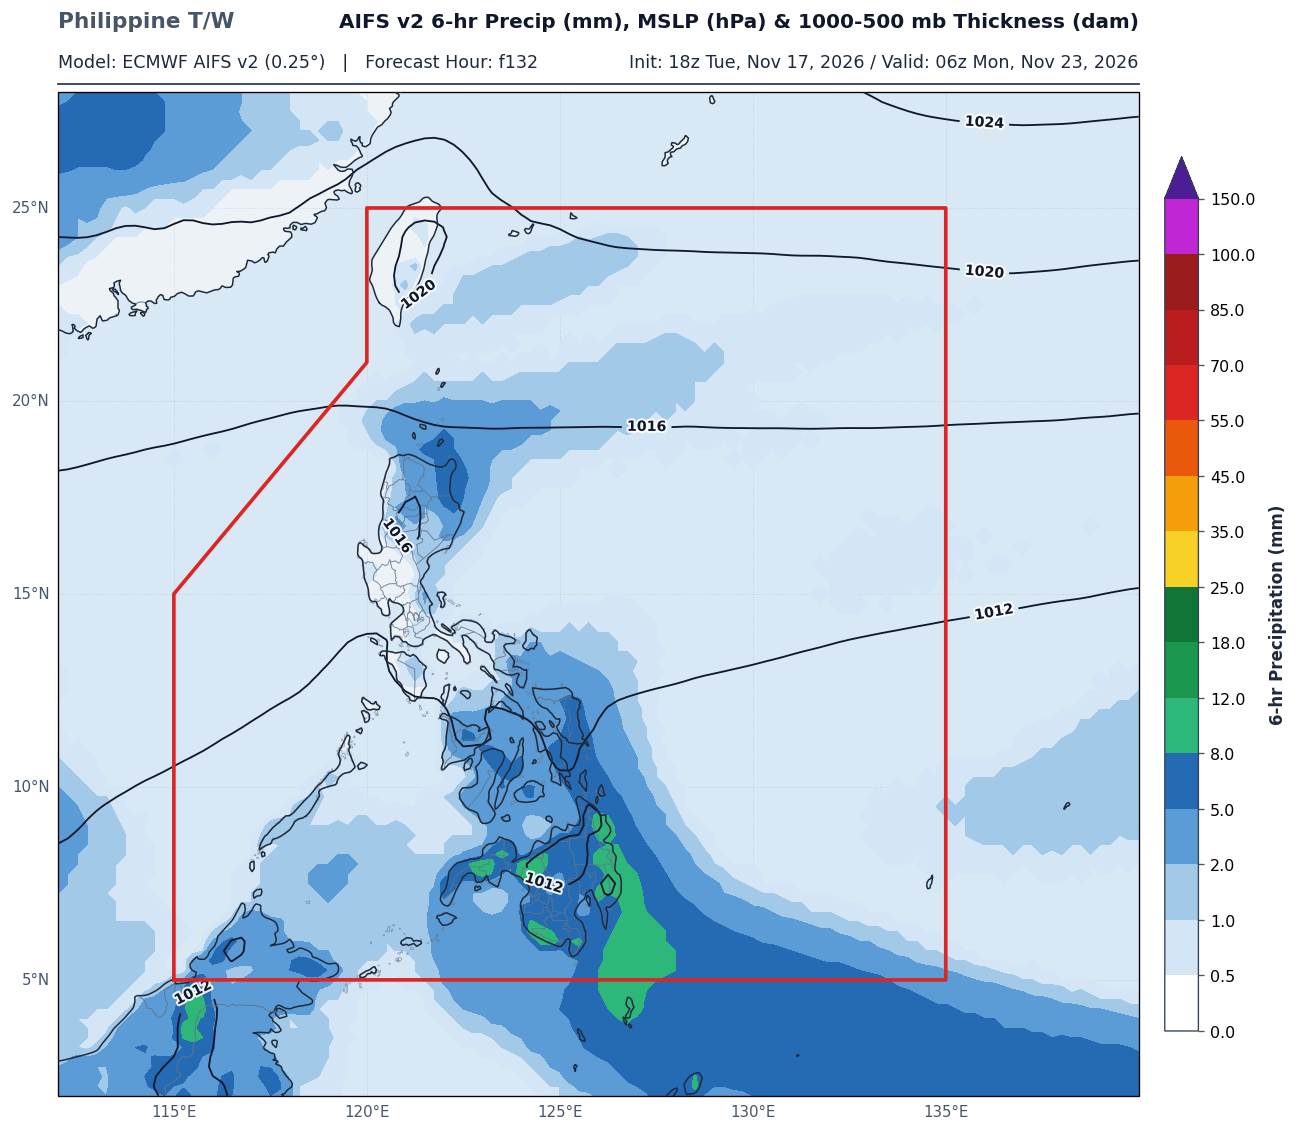 Philippine T/W
AIFS v2 6-hr Precip (mm), MSLP (hPa) & 1000-500 mb Thickness (dam)
Model: ECMWF AIFS v2 (0.25°) | Forecast Hour: f132
Init: 18z Tue, Nov 17, 2026 / Valid: 06z Mon, Nov 23, 2026
1024
150.0
25°N
100.0
1020
1020
85.0
70.0
20°N
1016
55.0
45.0
1016
35.0
15°N
25.0
1012
18.0
12.0
6-hr Precipitation (mm)
8.0
10°N
5.0
2.0
1012
1.0
5°N
0.5
1012
0.0
115°E
120°E
125°E
130°E
135°E